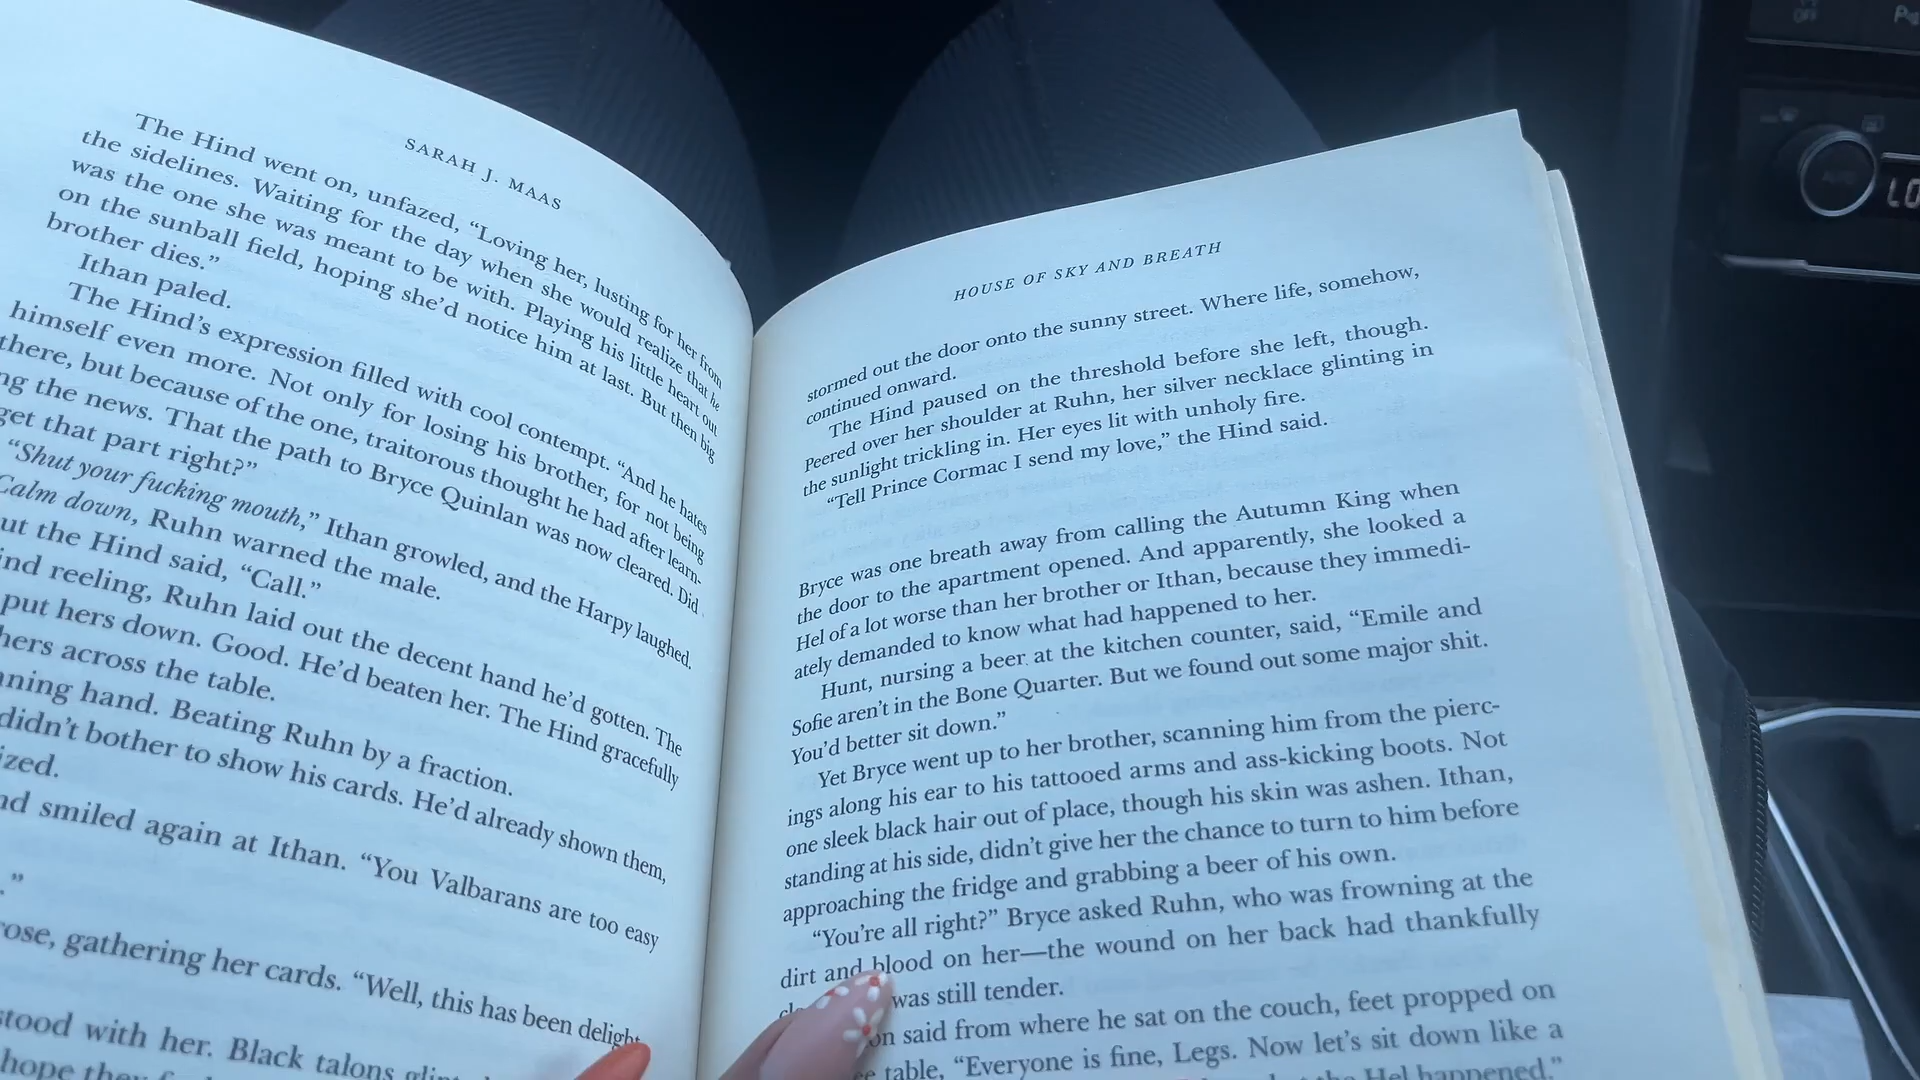 SARAH J. MAAS
The Hind went on, unfazed, “Loving her, lusting for her from
the sidelines. Waiting for the day when she would realize that he
was the one she was meant to be with. Playing his little heart out
on the sunball field, hoping she’d notice him at last. But then big
brother dies.”
Ithan paled.
The Hind’s expression filled with cool contempt. “And he hates
himself even more. Not only for losing his brother, for not being
there, but because of the one, traitorous thought he had after learn-
ng the news. That the path to Bryce Quinlan was now cleared. Did
get that part right?”
“Shut your fucking mouth,” Ithan growled, and the Harpy laughed.
Calm down, Ruhn warned the male.
ut the Hind said, “Call.”
ind reeling, Ruhn laid out the decent hand he’d gotten. The
put hers down. Good. He’d beaten her. The Hind gracefully
hers across the table.
nning hand. Beating Ruhn by a fraction.
didn’t bother to show his cards. He’d already shown them,
ized.
nd smiled again at Ithan. “You Valbarans are too easy
.”
rose, gathering her cards. “Well, this has been delight
stood with her. Black talons
hope they
HOUSE OF SKY AND BREATH
stormed out the door onto the sunny street. Where life, somehow,
continued onward.
The Hind paused on the threshold before she left, though.
Peered over her shoulder at Ruhn, her silver necklace glinting in
the sunlight trickling in. Her eyes lit with unholy fire.
“Tell Prince Cormac I send my love,” the Hind said.
Bryce was one breath away from calling the Autumn King when
the door to the apartment opened. And apparently, she looked a
Hel of a lot worse than her brother or Ithan, because they immedi-
ately demanded to know what had happened to her.
Hunt, nursing a beer at the kitchen counter, said, “Emile and
Sofie aren’t in the Bone Quarter. But we found out some major shit.
You’d better sit down.”
Yet Bryce went up to her brother, scanning him from the pierc-
ings along his ear to his tattooed arms and ass-kicking boots. Not
one sleek black hair out of place, though his skin was ashen. Ithan,
standing at his side, didn’t give her the chance to turn to him before
approaching the fridge and grabbing a beer of his own.
“You’re all right?” Bryce asked Ruhn, who was frowning at the
dirt and blood on her—the wound on her back had thankfully
was still tender.
on said from where he sat on the couch, feet propped on
table, “Everyone is fine, Legs. Now let’s sit down like a
the Hel happened.”
OFF
AUTO
LO